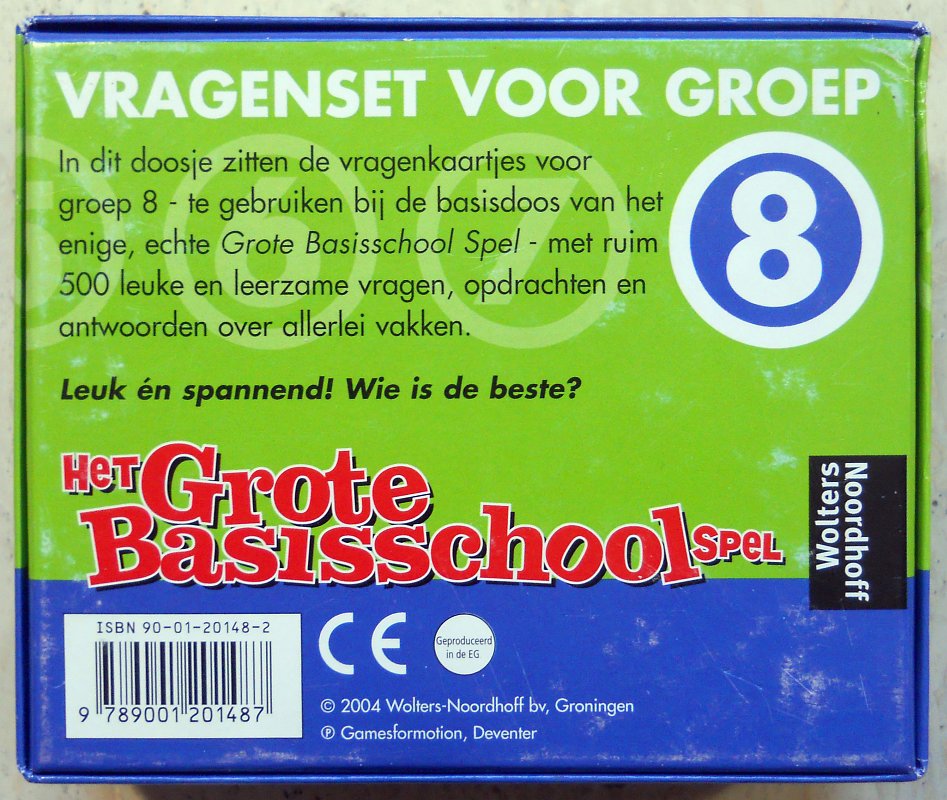 VRAGENSET VOOR GROEP
8
In dit doosje zitten de vragenkaartjes voor
groep 8 - te gebruiken bij de basisdoos van het
enige, echte Grote Basisschool Spel - met ruim
500 leuke en leerzame vragen, opdrachten en
antwoorden over allerlei vakken.
5 6 7
Leuk én spannend! Wie is de beste?
Het Grote
Basisschool Spel
Wolters
Noordhoff
ISBN 90-01-20148-2
9 789001 201487
CE
Geproduceerd
in de EG
© 2004 Wolters-Noordhoff bv, Groningen
℗ Gamesformotion, Deventer